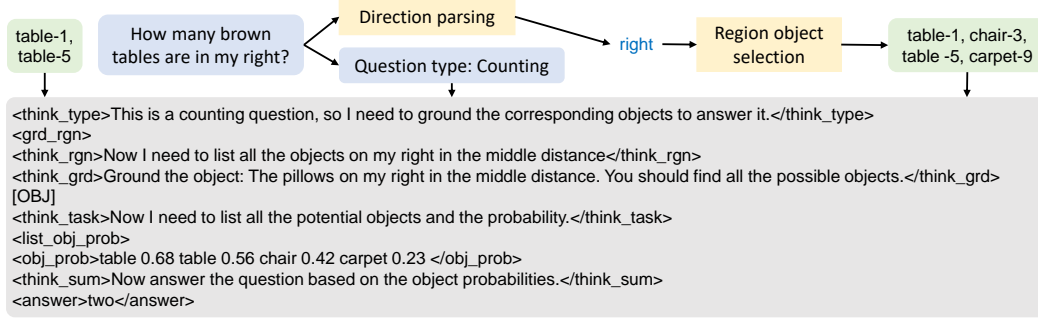 table-1,
table-5
How many brown
tables are in my right?
Direction parsing
Question type: Counting
right
Region object
selection
table-1, chair-3,
table -5, carpet-9
<think_type>This is a counting question, so I need to ground the corresponding objects to answer it.</think_type>
<grd_rgn>
<think_rgn>Now I need to list all the objects on my right in the middle distance</think_rgn>
<think_grd>Ground the object: The pillows on my right in the middle distance. You should find all the possible objects.</think_grd>
[OBJ]
<think_task>Now I need to list all the potential objects and the probability.</think_task>
<list_obj_prob>
<obj_prob>table 0.68 table 0.56 chair 0.42 carpet 0.23 </obj_prob>
<think_sum>Now answer the question based on the object probabilities.</think_sum>
<answer>two</answer>